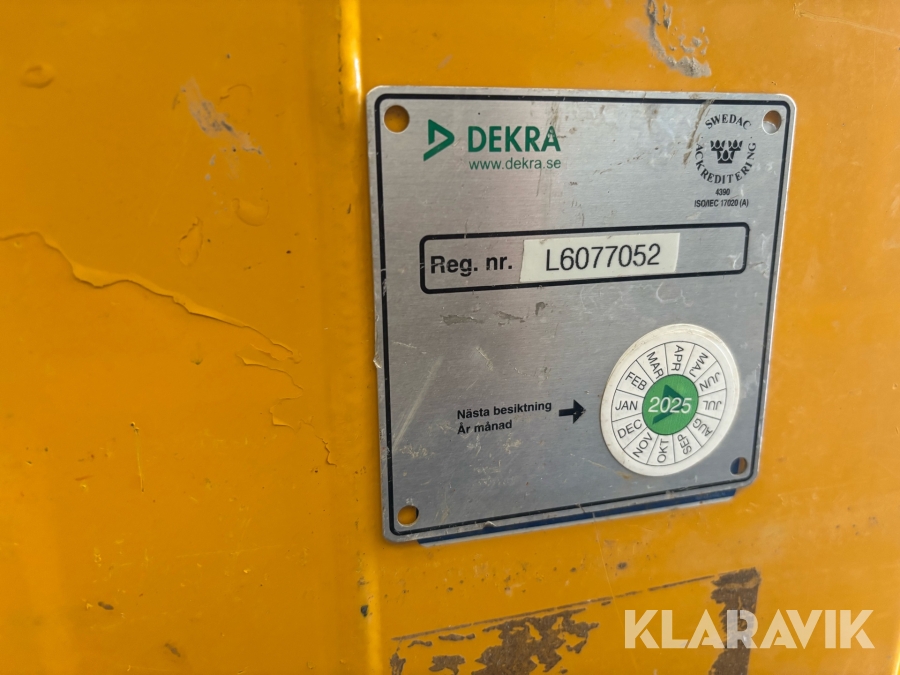 DEKRA
www.dekra.se
SWEDAC
ACKREDITERING
4390
ISO/IEC 17020 (A)
Reg. nr. L6077052
Nästa besiktning
År månad
JAN
FEB
MAR
APR
MAJ
JUN
JUL
AUG
SEP
OKT
NOV
DEC
2025
KLARAVIK